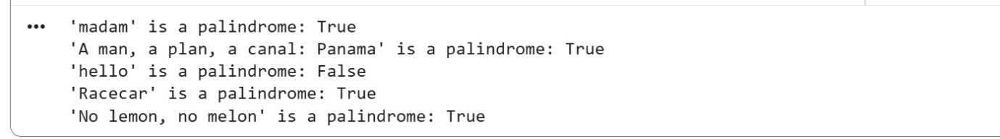 'madam' is a palindrome: True
'A man, a plan, a canal: Panama' is a palindrome: True
'hello' is a palindrome: False
'Racecar' is a palindrome: True
'No lemon, no melon' is a palindrome: True